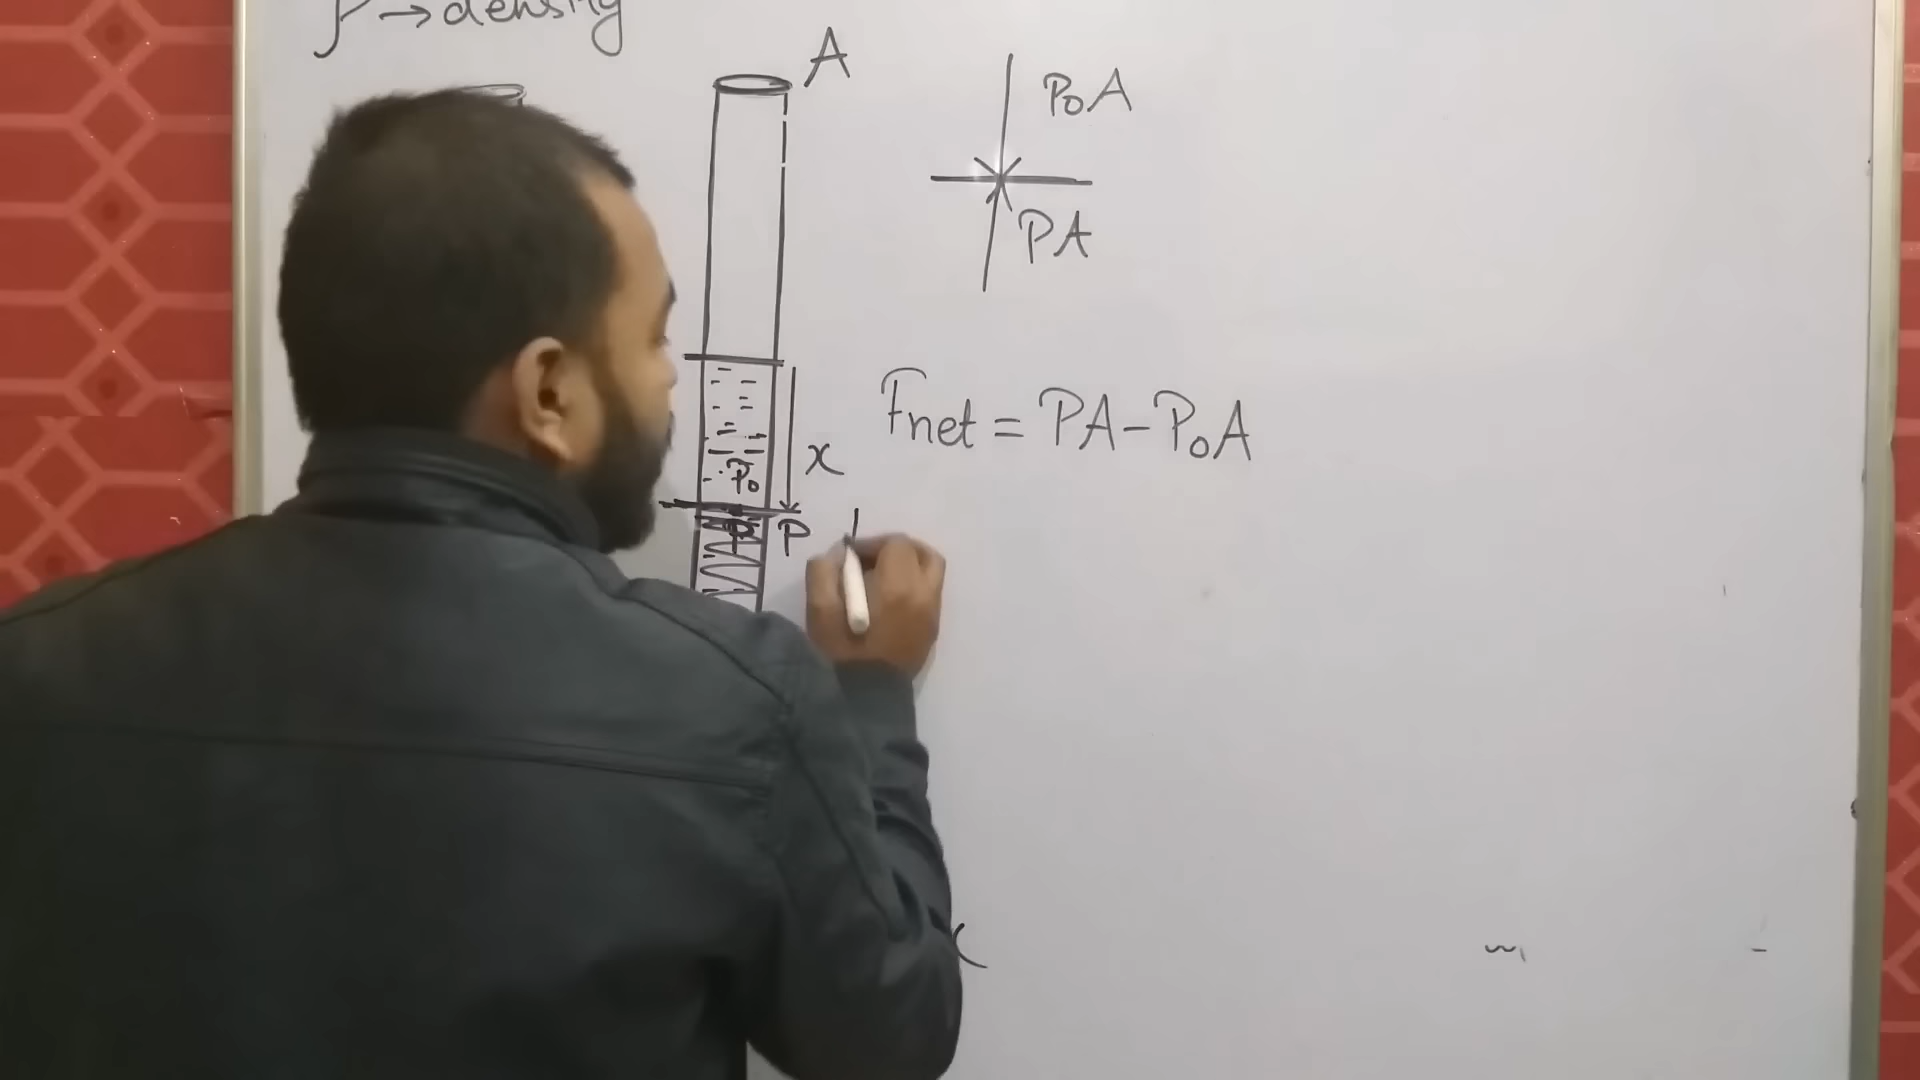 ρ → density
A
P₀A
PA
Fnet = PA - P₀A
x
P₀
P P